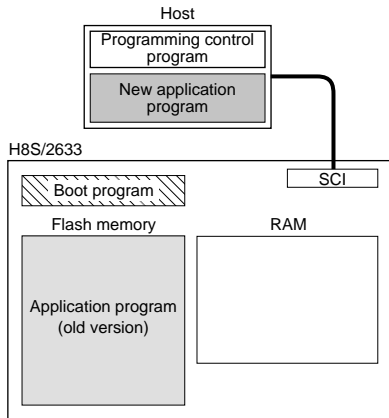 Host
Programming control
program
New application
program
H8S/2633
SCI
Boot program
Flash memory
RAM
Application program
(old version)